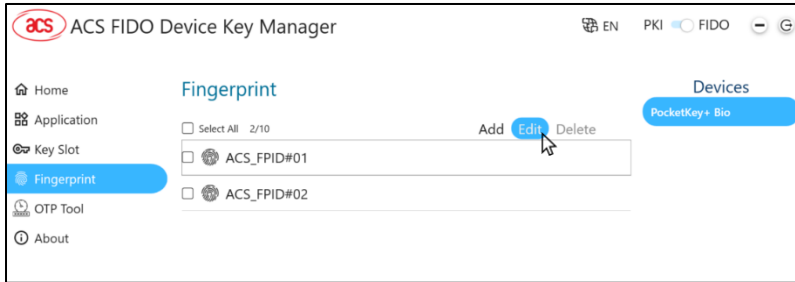 acs ACS FIDO Device Key Manager EN PKI FIDO
Home
Application
Key Slot
Fingerprint
OTP Tool
About
Fingerprint
Select All 2/10 Add Edit Delete
ACS_FPID#01
ACS_FPID#02
Devices
PocketKey+ Bio